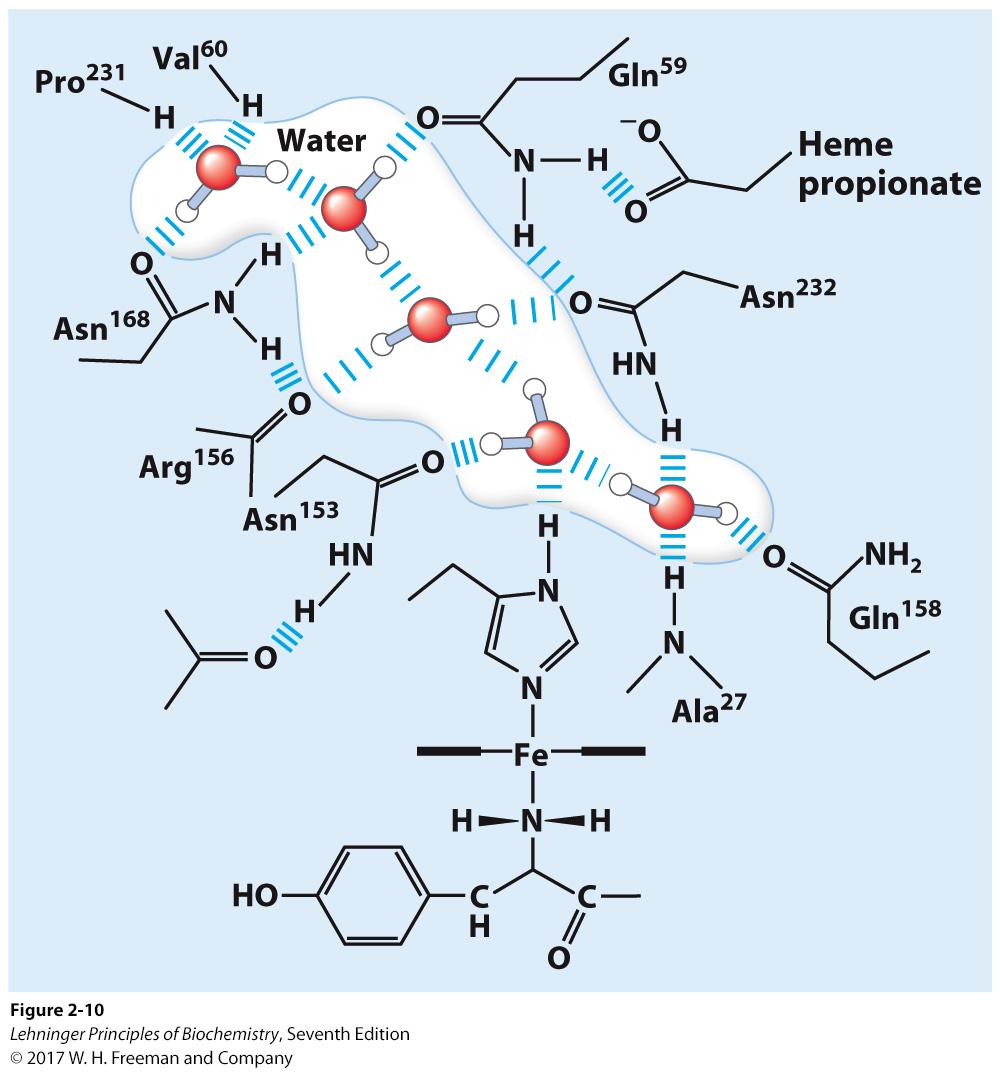 Val60
Pro231
Gln59
H
H
Water
O
N
H
−O
Heme
propionate
O
H
H
O
N
Asn168
H
O
Asn232
HN
H
O
Arg156
O
Asn153
H
O
NH2
HN
H
N
H
Gln158
O
N
N
Ala27
Fe
H
N
H
HO
C
H
C
O
Figure 2-10
Lehninger Principles of Biochemistry, Seventh Edition
© 2017 W. H. Freeman and Company